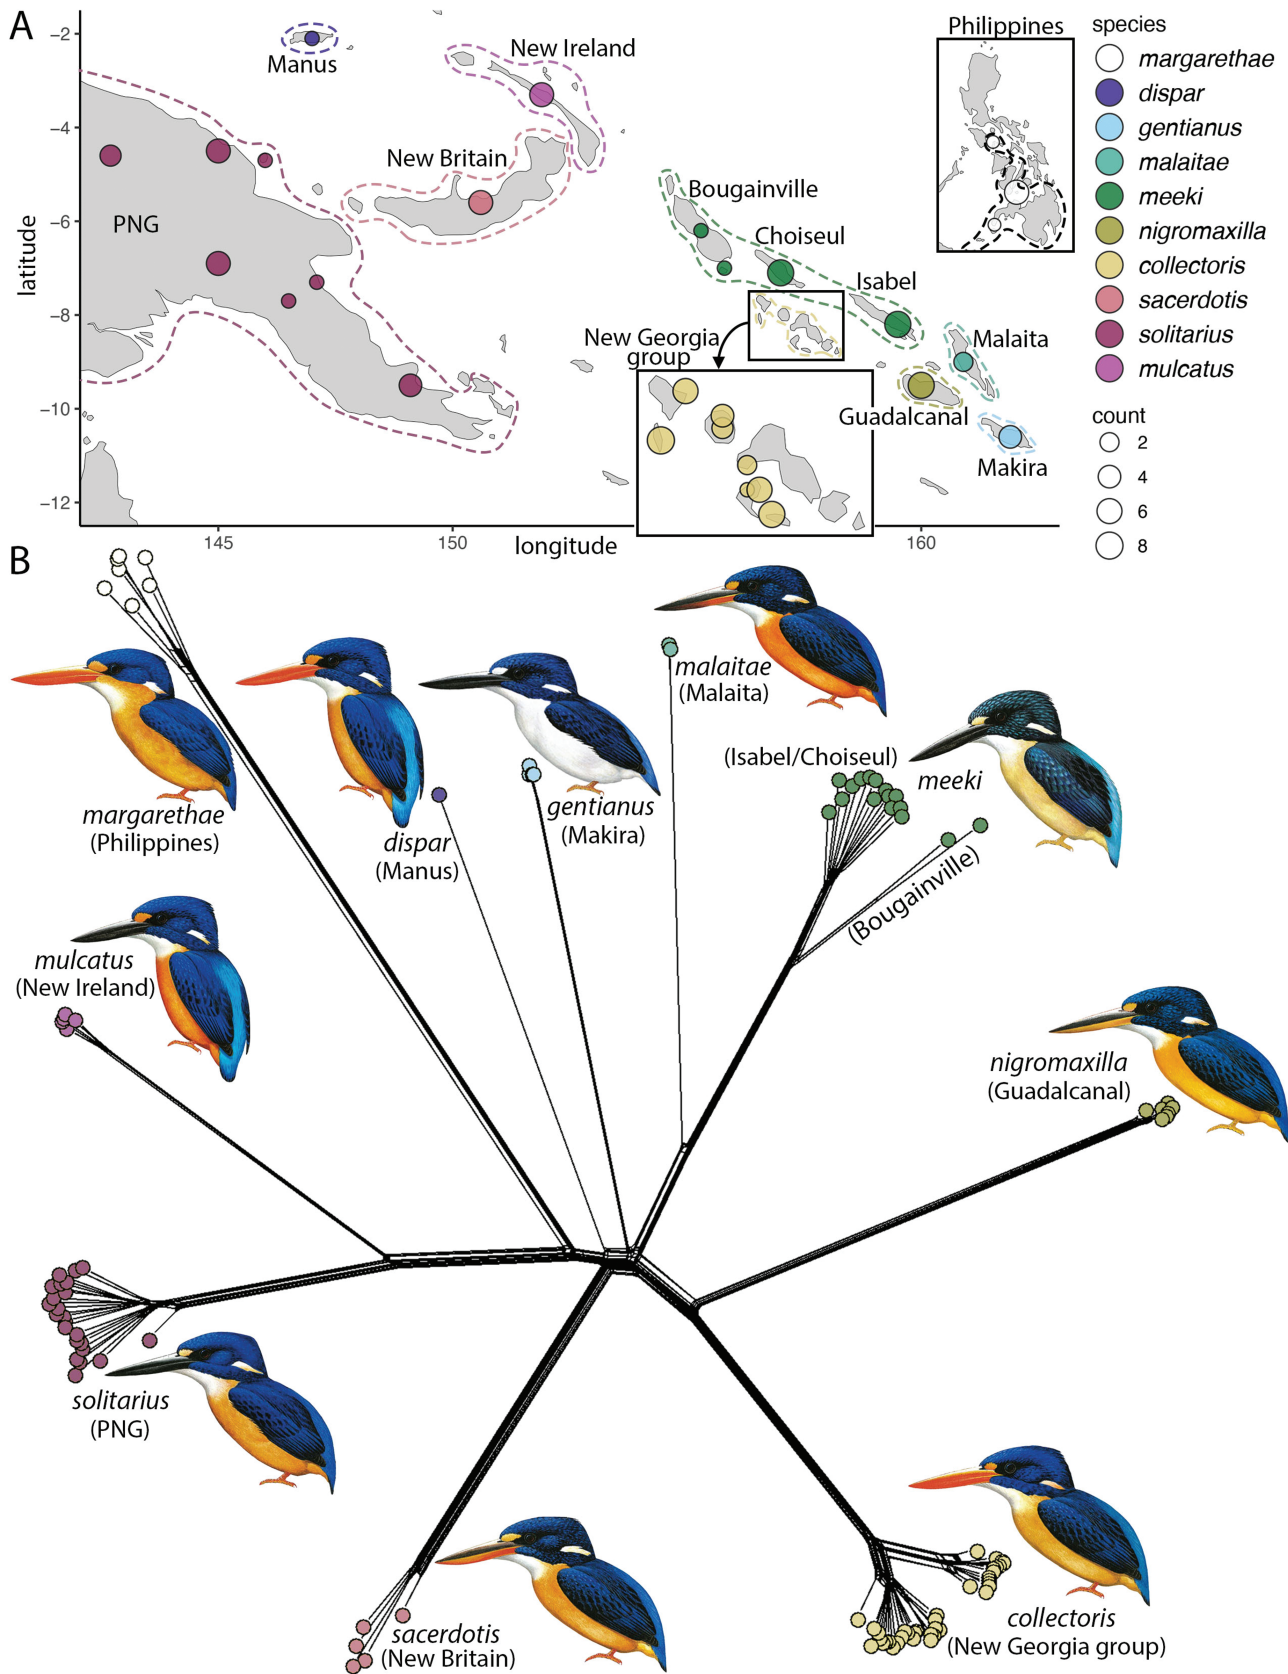 A
latitude
−2
−4
−6
−8
−10
−12
Manus
New Ireland
New Britain
PNG
Bougainville
Choiseul
Isabel
New Georgia
group
Malaita
Guadalcanal
Makira
Philippines
145
150
longitude
160
species
margarethae
dispar
gentianus
malaitae
meeki
nigromaxilla
collectoris
sacerdotis
solitarius
mulcatus
count
2
4
6
8
B
margarethae
(Philippines)
dispar
(Manus)
gentianus
(Makira)
malaitae
(Malaita)
(Isabel/Choiseul)
meeki
(Bougainville)
mulcatus
(New Ireland)
nigromaxilla
(Guadalcanal)
solitarius
(PNG)
sacerdotis
(New Britain)
collectoris
(New Georgia group)